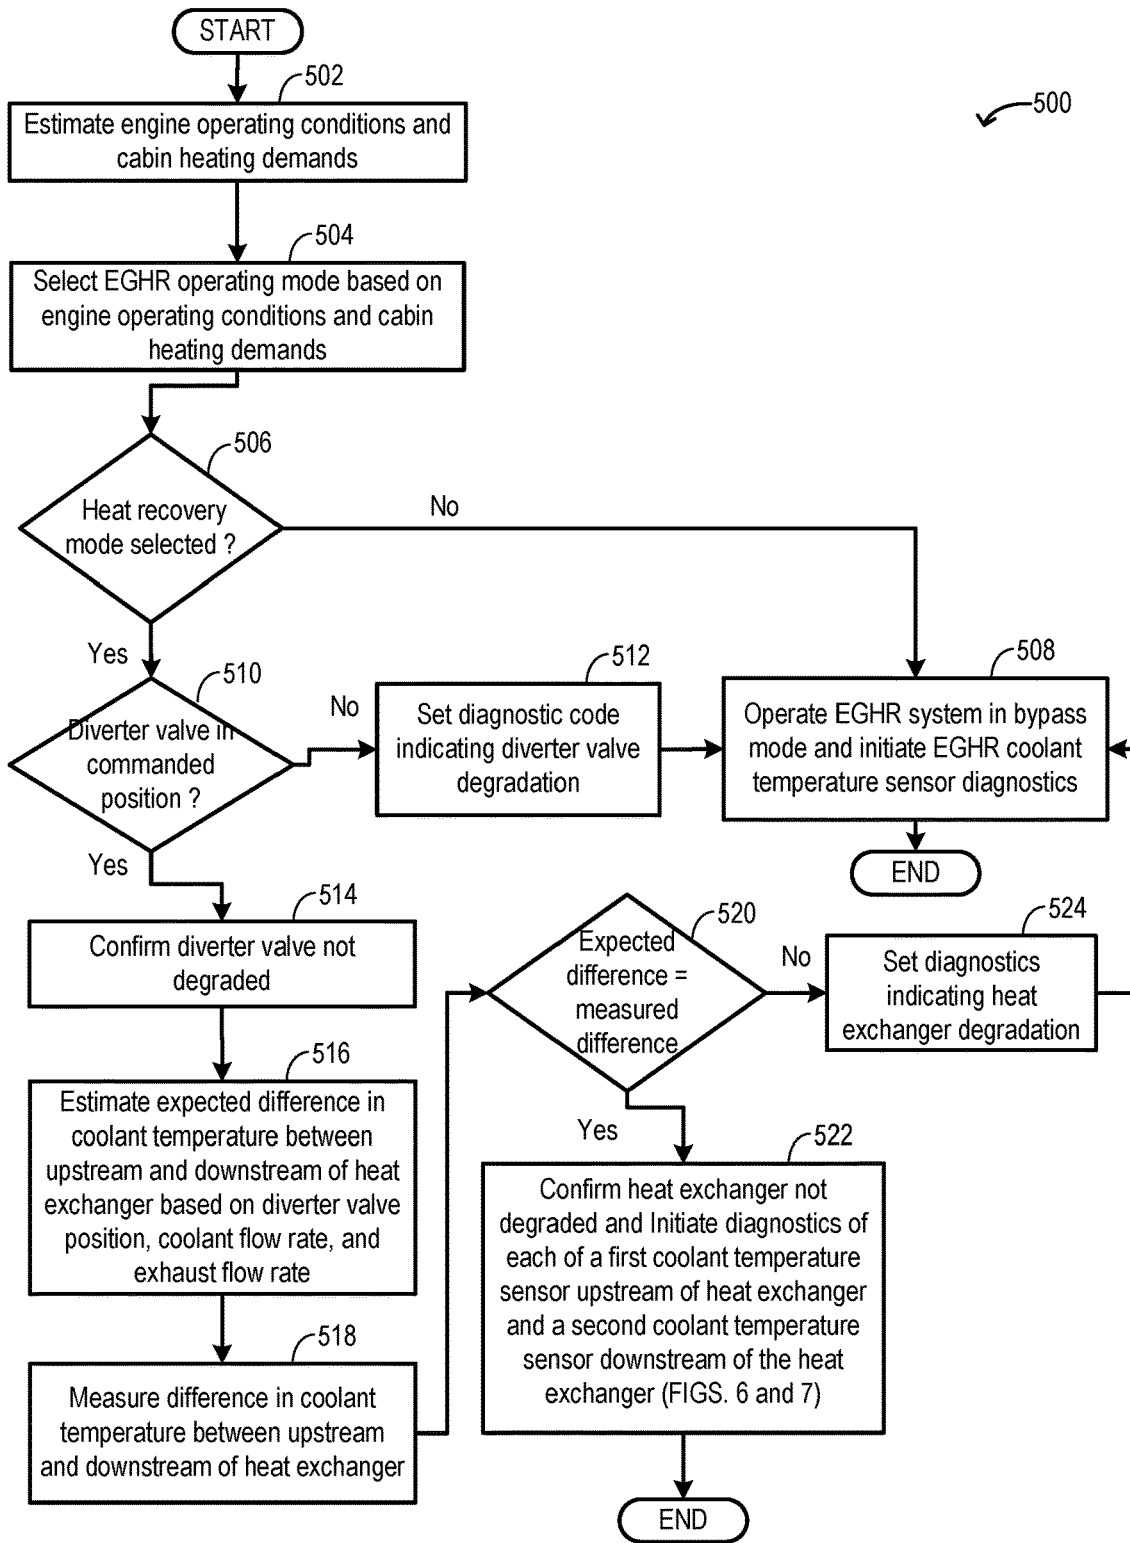 START
502
500
Estimate engine operating conditions and
cabin heating demands
504
Select EGHR operating mode based on
engine operating conditions and cabin
heating demands
506
Heat recovery
mode selected ?
No
Yes
510
Diverter valve in
commanded
position ?
No
512
Set diagnostic code
indicating diverter valve
degradation
508
Operate EGHR system in bypass
mode and initiate EGHR coolant
temperature sensor diagnostics
END
Yes
514
Confirm diverter valve not
degraded
516
Estimate expected difference in
coolant temperature between
upstream and downstream of heat
exchanger based on diverter valve
position, coolant flow rate, and
exhaust flow rate
518
Measure difference in coolant
temperature between upstream
and downstream of heat exchanger
520
Expected
difference =
measured
difference
No
524
Set diagnostics
indicating heat
exchanger degradation
Yes
522
Confirm heat exchanger not
degraded and Initiate diagnostics of
each of a first coolant temperature
sensor upstream of heat exchanger
and a second coolant temperature
sensor downstream of the heat
exchanger (FIGS. 6 and 7)
END